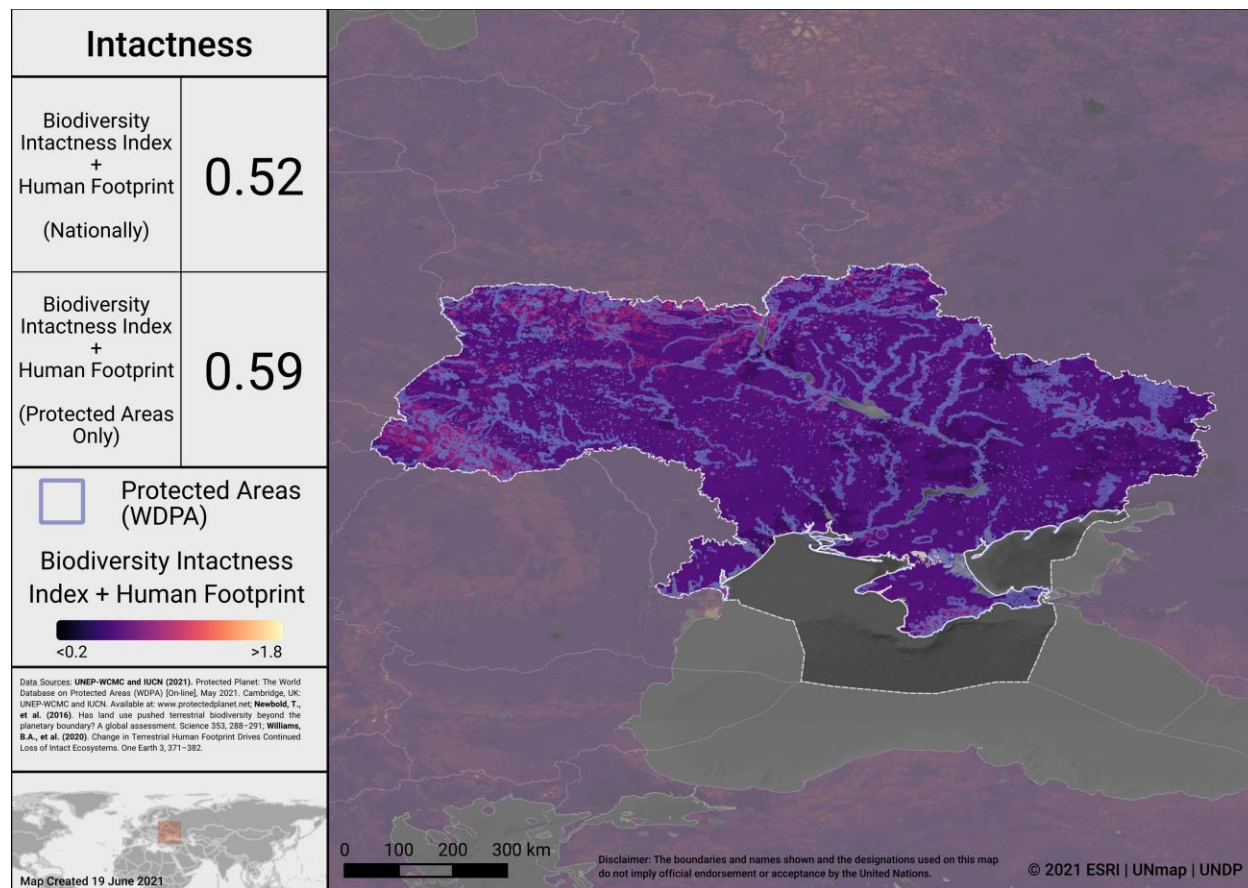 Intactness
Biodiversity
Intactness Index
+
Human Footprint
(Nationally)
0.52
Biodiversity
Intactness Index
+
Human Footprint
(Protected Areas
Only)
0.59
Protected Areas
(WDPA)
Biodiversity Intactness
Index + Human Footprint
<0.2
>1.8
Data Sources: UNEP-WCMC and IUCN (2021). Protected Planet: The World
Database on Protected Areas (WDPA) [On-line], May 2021. Cambridge, UK:
UNEP-WCMC and IUCN. Available at: www.protectedplanet.net; Newbold, T.,
et al. (2016). Has land use pushed terrestrial biodiversity beyond the
planetary boundary? A global assessment. Science 353, 288–291; Williams,
B.A., et al. (2020). Change in Terrestrial Human Footprint Drives Continued
Loss of Intact Ecosystems. One Earth 3, 371–382.
Map Created 19 June 2021
0 100 200 300 km
Disclaimer: The boundaries and names shown and the designations used on this map
do not imply official endorsement or acceptance by the United Nations.
© 2021 ESRI | UNmap | UNDP